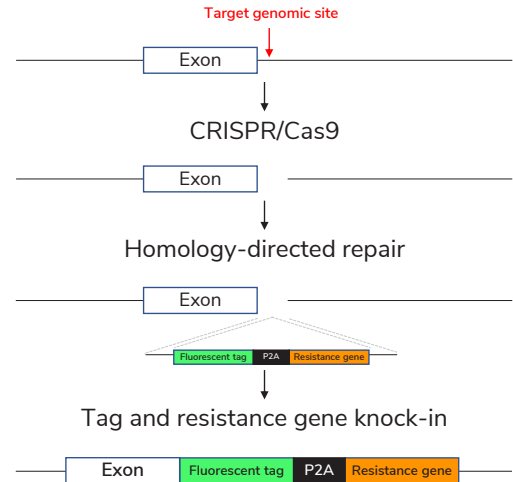 Target genomic site
Exon
CRISPR/Cas9
Exon
Homology-directed repair
Exon
Fluorescent tag P2A Resistance gene
Tag and resistance gene knock-in
Exon Fluorescent tag P2A Resistance gene